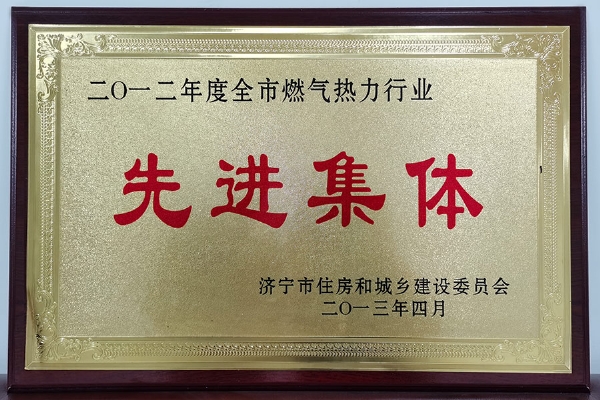 二〇一二年度全市燃气热力行业
先进集体
济宁市住房和城乡建设委员会
二〇一三年四月